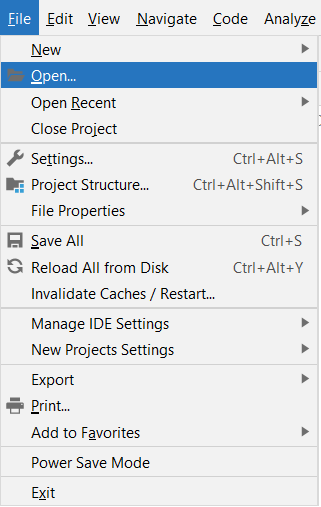 File Edit View Navigate Code Analyze
New
Open...
Open Recent
Close Project
Settings... Ctrl+Alt+S
Project Structure... Ctrl+Alt+Shift+S
File Properties
Save All Ctrl+S
Reload All from Disk Ctrl+Alt+Y
Invalidate Caches / Restart...
Manage IDE Settings
New Projects Settings
Export
Print...
Add to Favorites
Power Save Mode
Exit